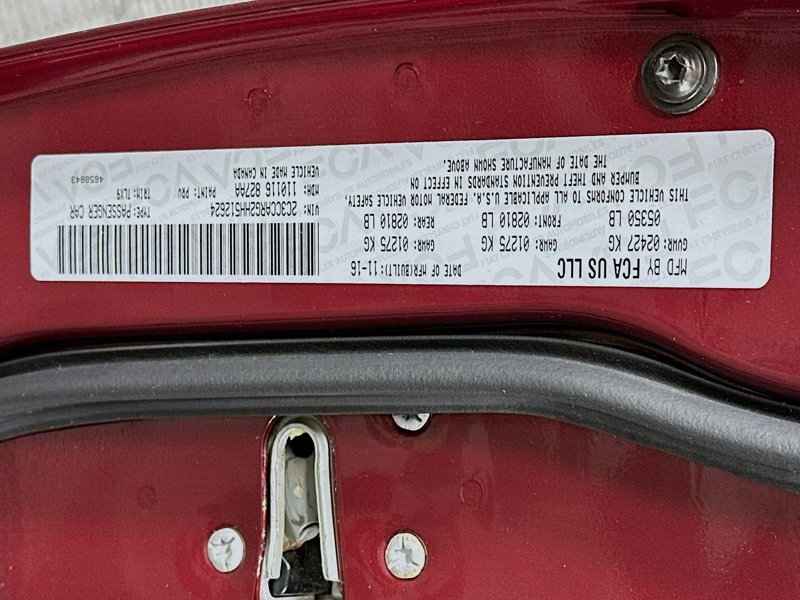 MFD BY FCA US LLC
DATE OF MFR(BUILT):11-16
GVWR: 02427 KG
GAWR: 01275 KG
GAWR: 01275 KG
05350 LB
FRONT: 02810 LB
REAR: 02810 LB
THIS VEHICLE CONFORMS TO ALL APPLICABLE U.S.A. FEDERAL MOTOR VEHICLE SAFETY,
BUMPER AND THEFT PREVENTION STANDARDS IN EFFECT ON
THE DATE OF MANUFACTURE SHOWN ABOVE.
VIN: 2C3CCARG2HH512624
TYPE: PASSENGER CAR
MDH: 110116 027AA
PAINT: PRV
TRIM: TLX9
VEHICLE MADE IN CANADA
4658843